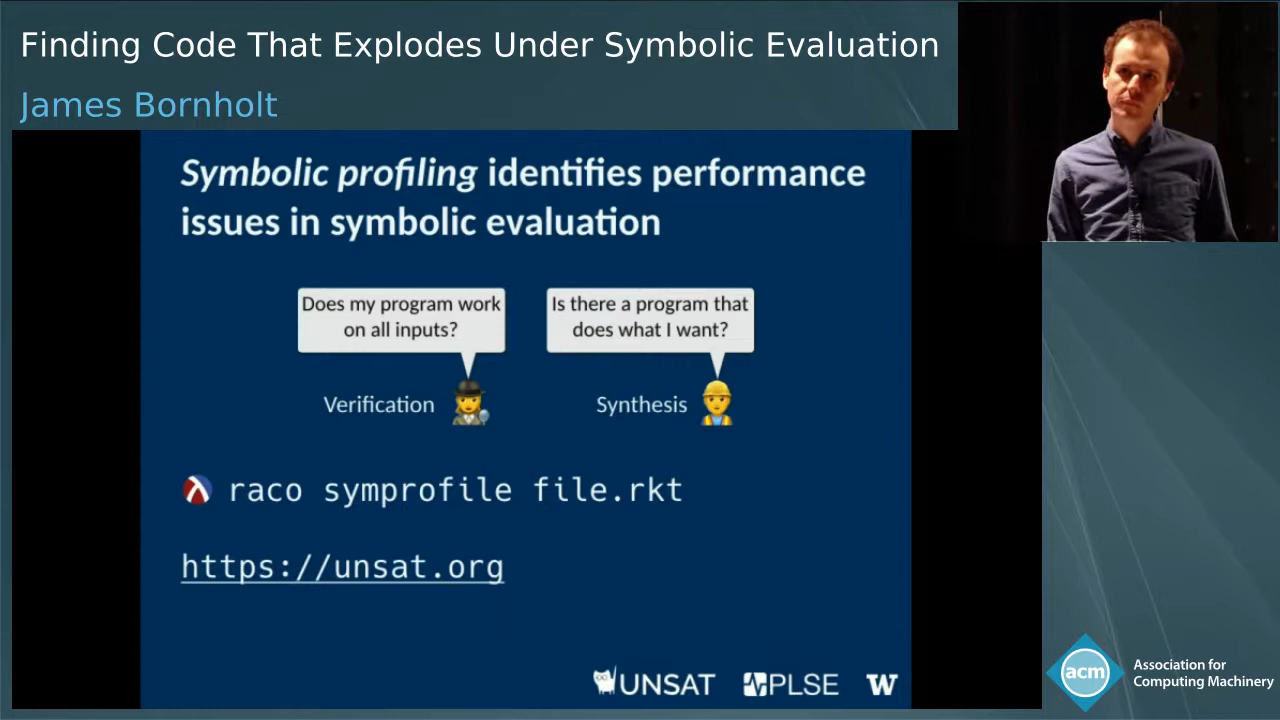 Finding Code That Explodes Under Symbolic Evaluation
James Bornholt
Symbolic profiling identifies performance
issues in symbolic evaluation
Does my program work
on all inputs?
Is there a program that
does what I want?
Verification
Synthesis
raco symprofile file.rkt
https://unsat.org
UNSAT
PLSE
W
acm
Association for
Computing Machinery